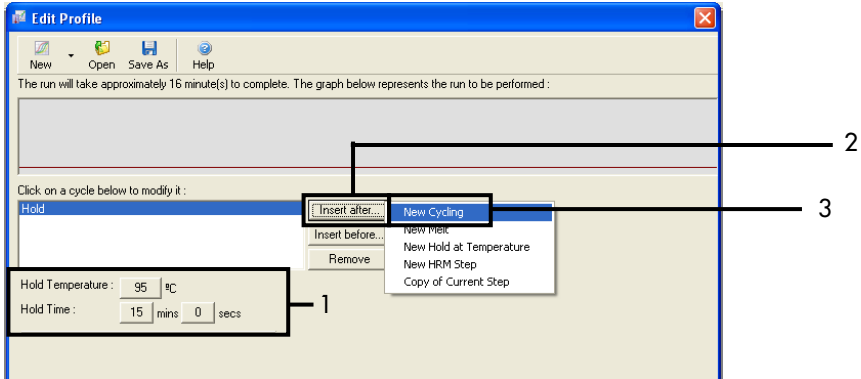 Edit Profile
New Open Save As Help
The run will take approximately 16 minute(s) to complete. The graph below represents the run to be performed :
2
Click on a cycle below to modify it :
Hold
Insert after...
New Cycling
3
Insert before...
New Melt
New Hold at Temperature
Remove
New HRM Step
Copy of Current Step
Hold Temperature : 95 ºC
Hold Time : 15 mins 0 secs
1